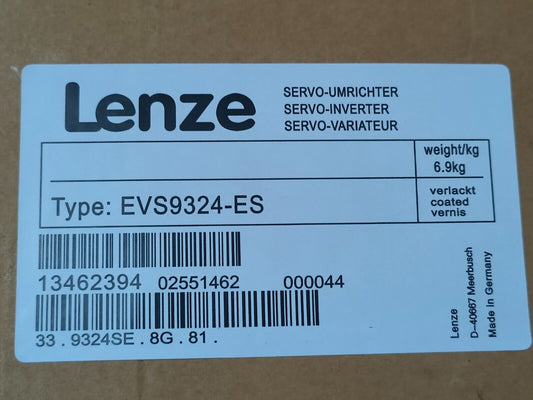 Lenze
SERVO-UMRICHTER
SERVO-INVERTER
SERVO-VARIATEUR
weight/kg
6.9kg
Type: EVS9324-ES
verlackt
coated
vernis
13462394 02551462 000044
33 . 9324SE . 8G . 81 .
Lenze
D-40667 Meerbusch
Made in Germany